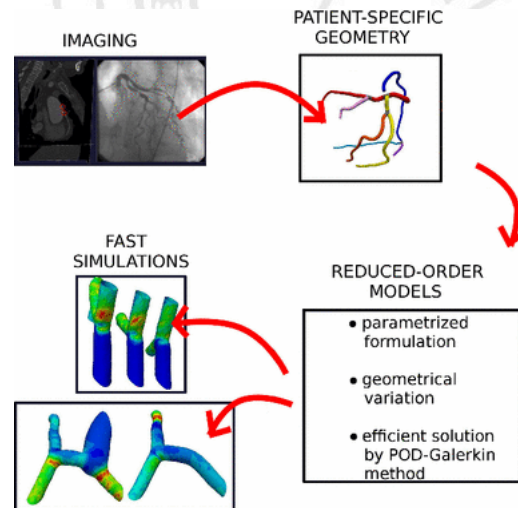 IMAGING
PATIENT-SPECIFIC
GEOMETRY
FAST
SIMULATIONS
REDUCED-ORDER
MODELS
• parametrized
formulation
• geometrical
variation
• efficient solution
by POD-Galerkin
method